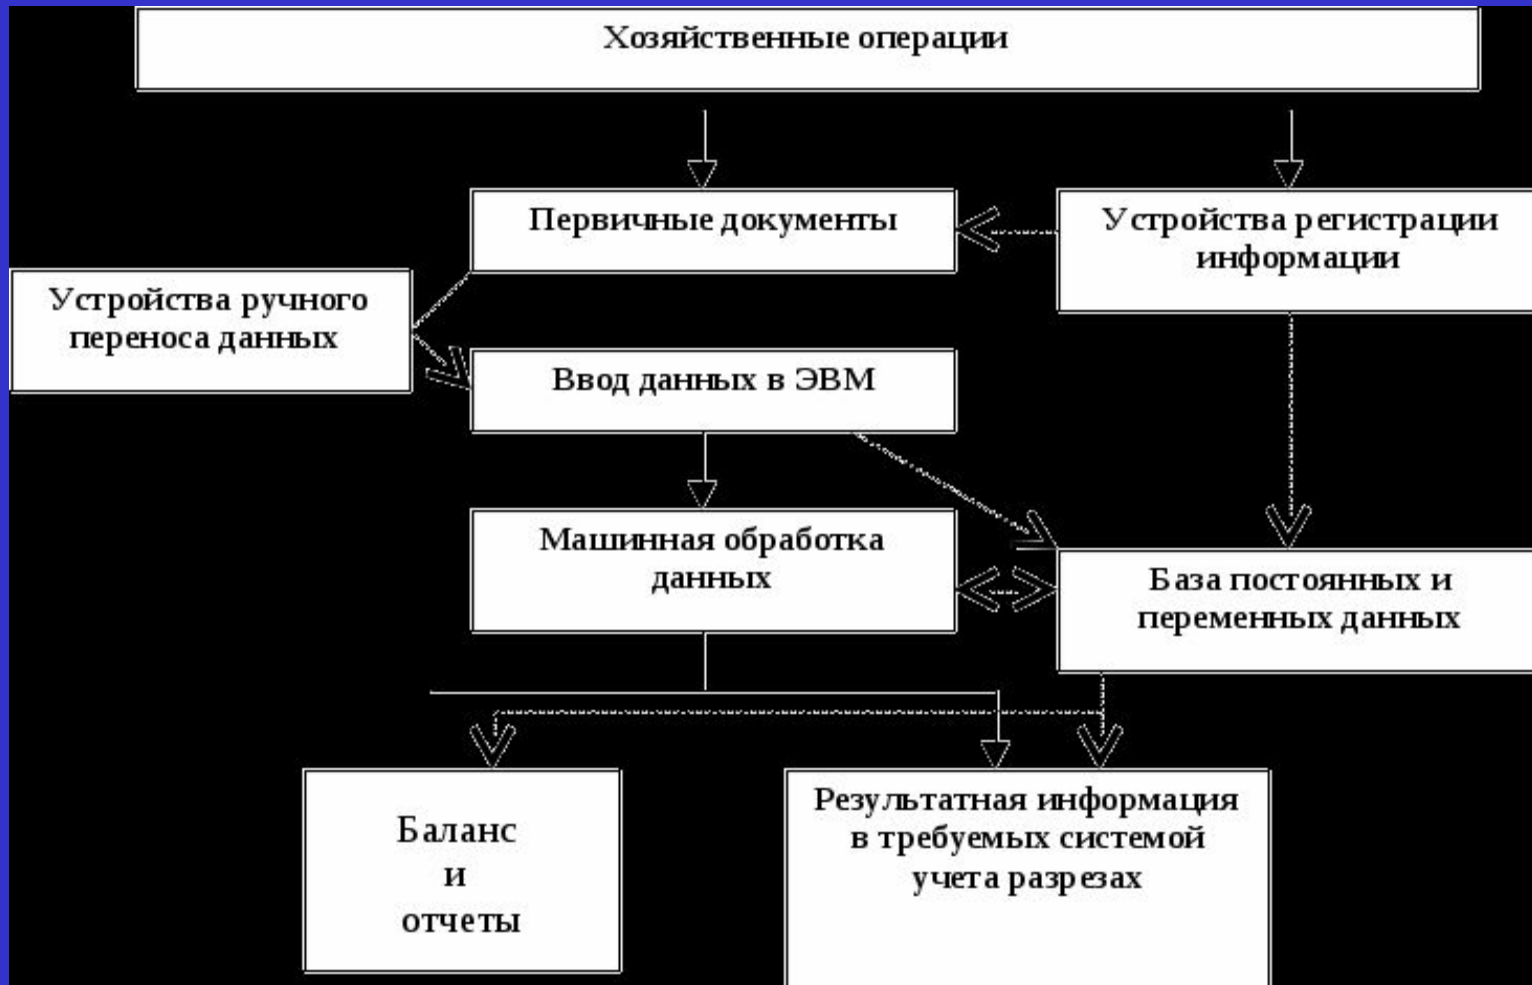 Хозяйственные операции
Первичные документы
Устройства регистрации
информации
Устройства ручного
переноса данных
Ввод данных в ЭВМ
Машинная обработка
данных
База постоянных и
переменных данных
Баланс
и
отчеты
Результатная информация
в требуемых системой
учета разрезах